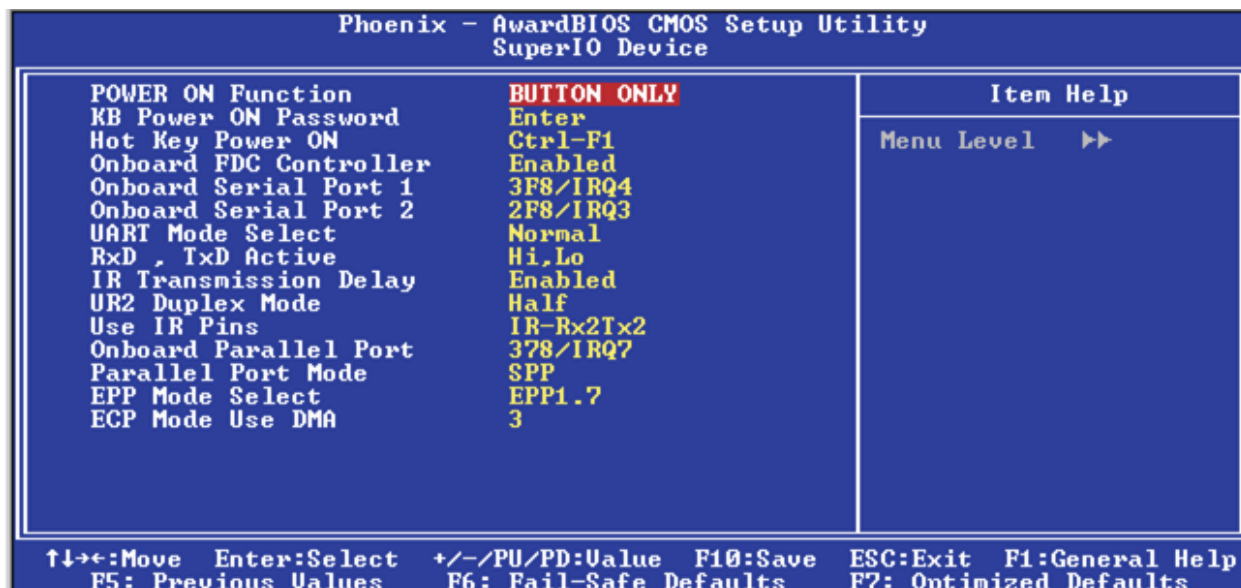 Phoenix - AwardBIOS CMOS Setup Utility
SuperIO Device
POWER ON Function BUTTON ONLY
KB Power ON Password Enter
Hot Key Power ON Ctrl-F1
Onboard FDC Controller Enabled
Onboard Serial Port 1 3F8/IRQ4
Onboard Serial Port 2 2F8/IRQ3
UART Mode Select Normal
RxD , TxD Active Hi,Lo
IR Transmission Delay Enabled
UR2 Duplex Mode Half
Use IR Pins IR-Rx2Tx2
Onboard Parallel Port 378/IRQ7
Parallel Port Mode SPP
EPP Mode Select EPP1.7
ECP Mode Use DMA 3
Item Help
Menu Level ▶▶
↑↓→←:Move Enter:Select +/-/PU/PD:Value F10:Save ESC:Exit F1:General Help
F5: Previous Values F6: Fail-Safe Defaults F7: Optimized Defaults